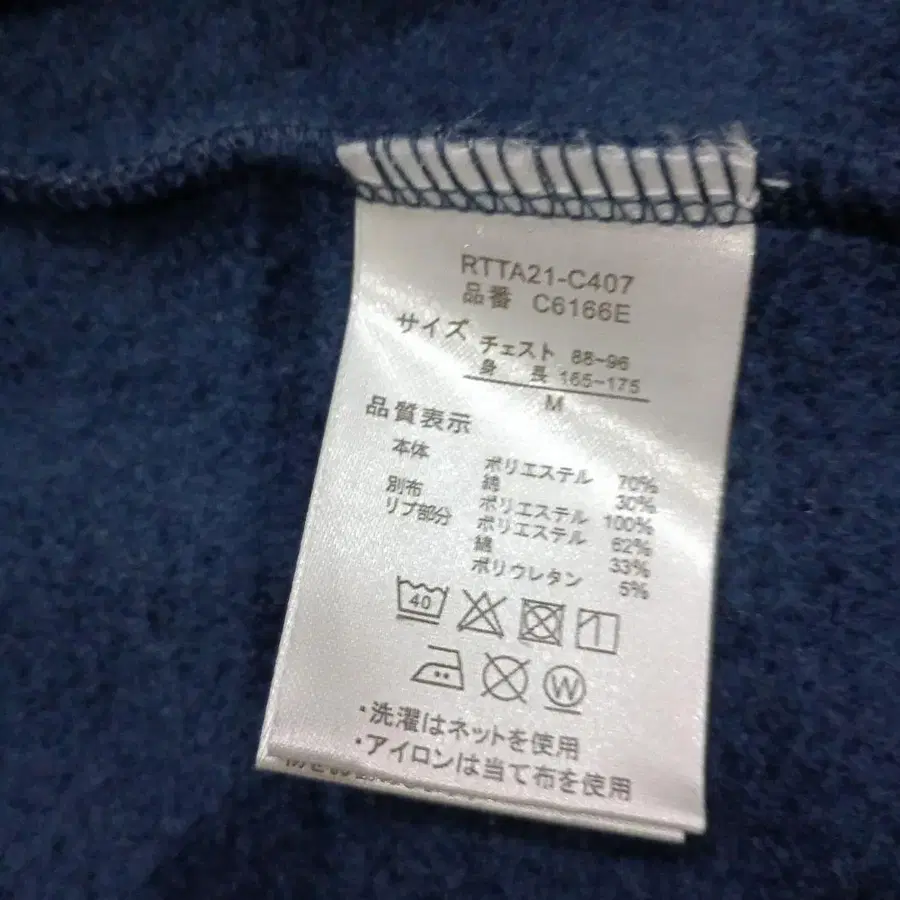 RTTA21-C407
品番 C6166E
サイズ
チェスト 88~96
身 長 165~175
M
品質表示
本体 ポリエステル 70%
綿 30%
別布 ポリエステル 100%
リブ部分 ポリエステル 62%
綿 33%
ポリウレタン 5%
40
W
・洗濯はネットを使用
・アイロンは当て布を使用